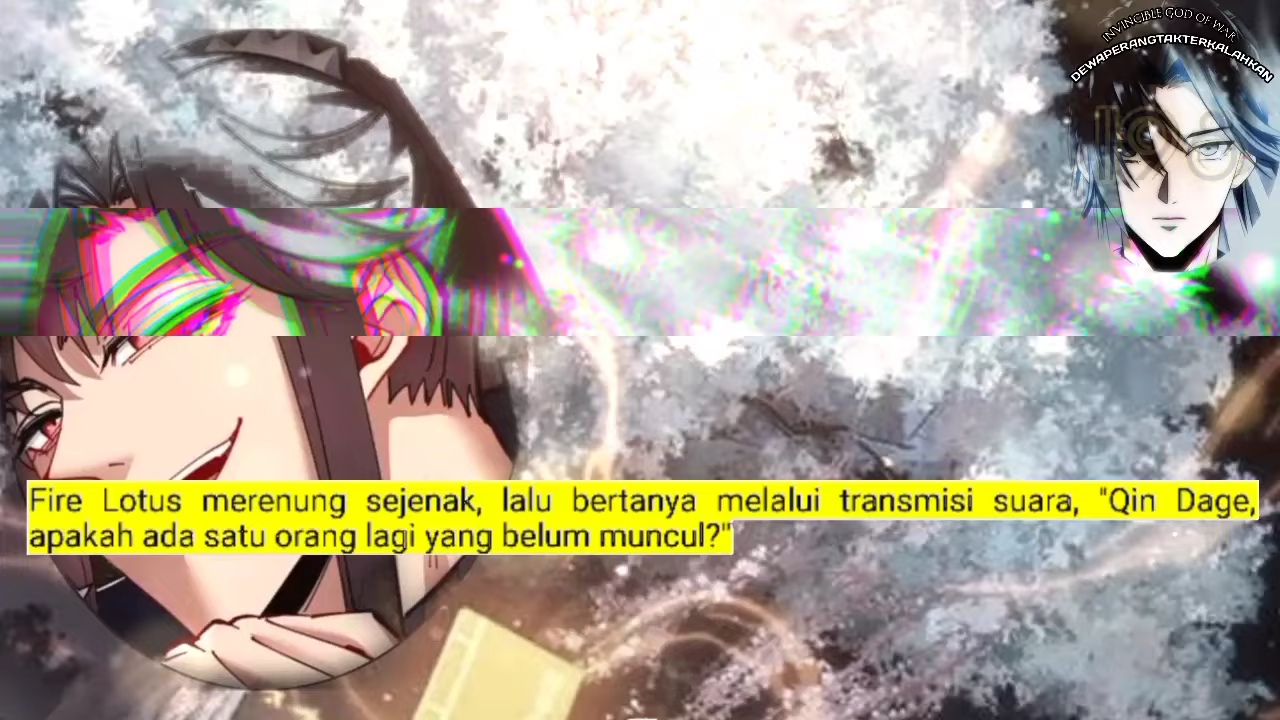 INVINCIBLE GOD OF WAR
DEWAPERANGTAKTERKALAHKAN
Fire Lotus merenung sejenak, lalu bertanya melalui transmisi suara, "Qin Dage,
apakah ada satu orang lagi yang belum muncul?"